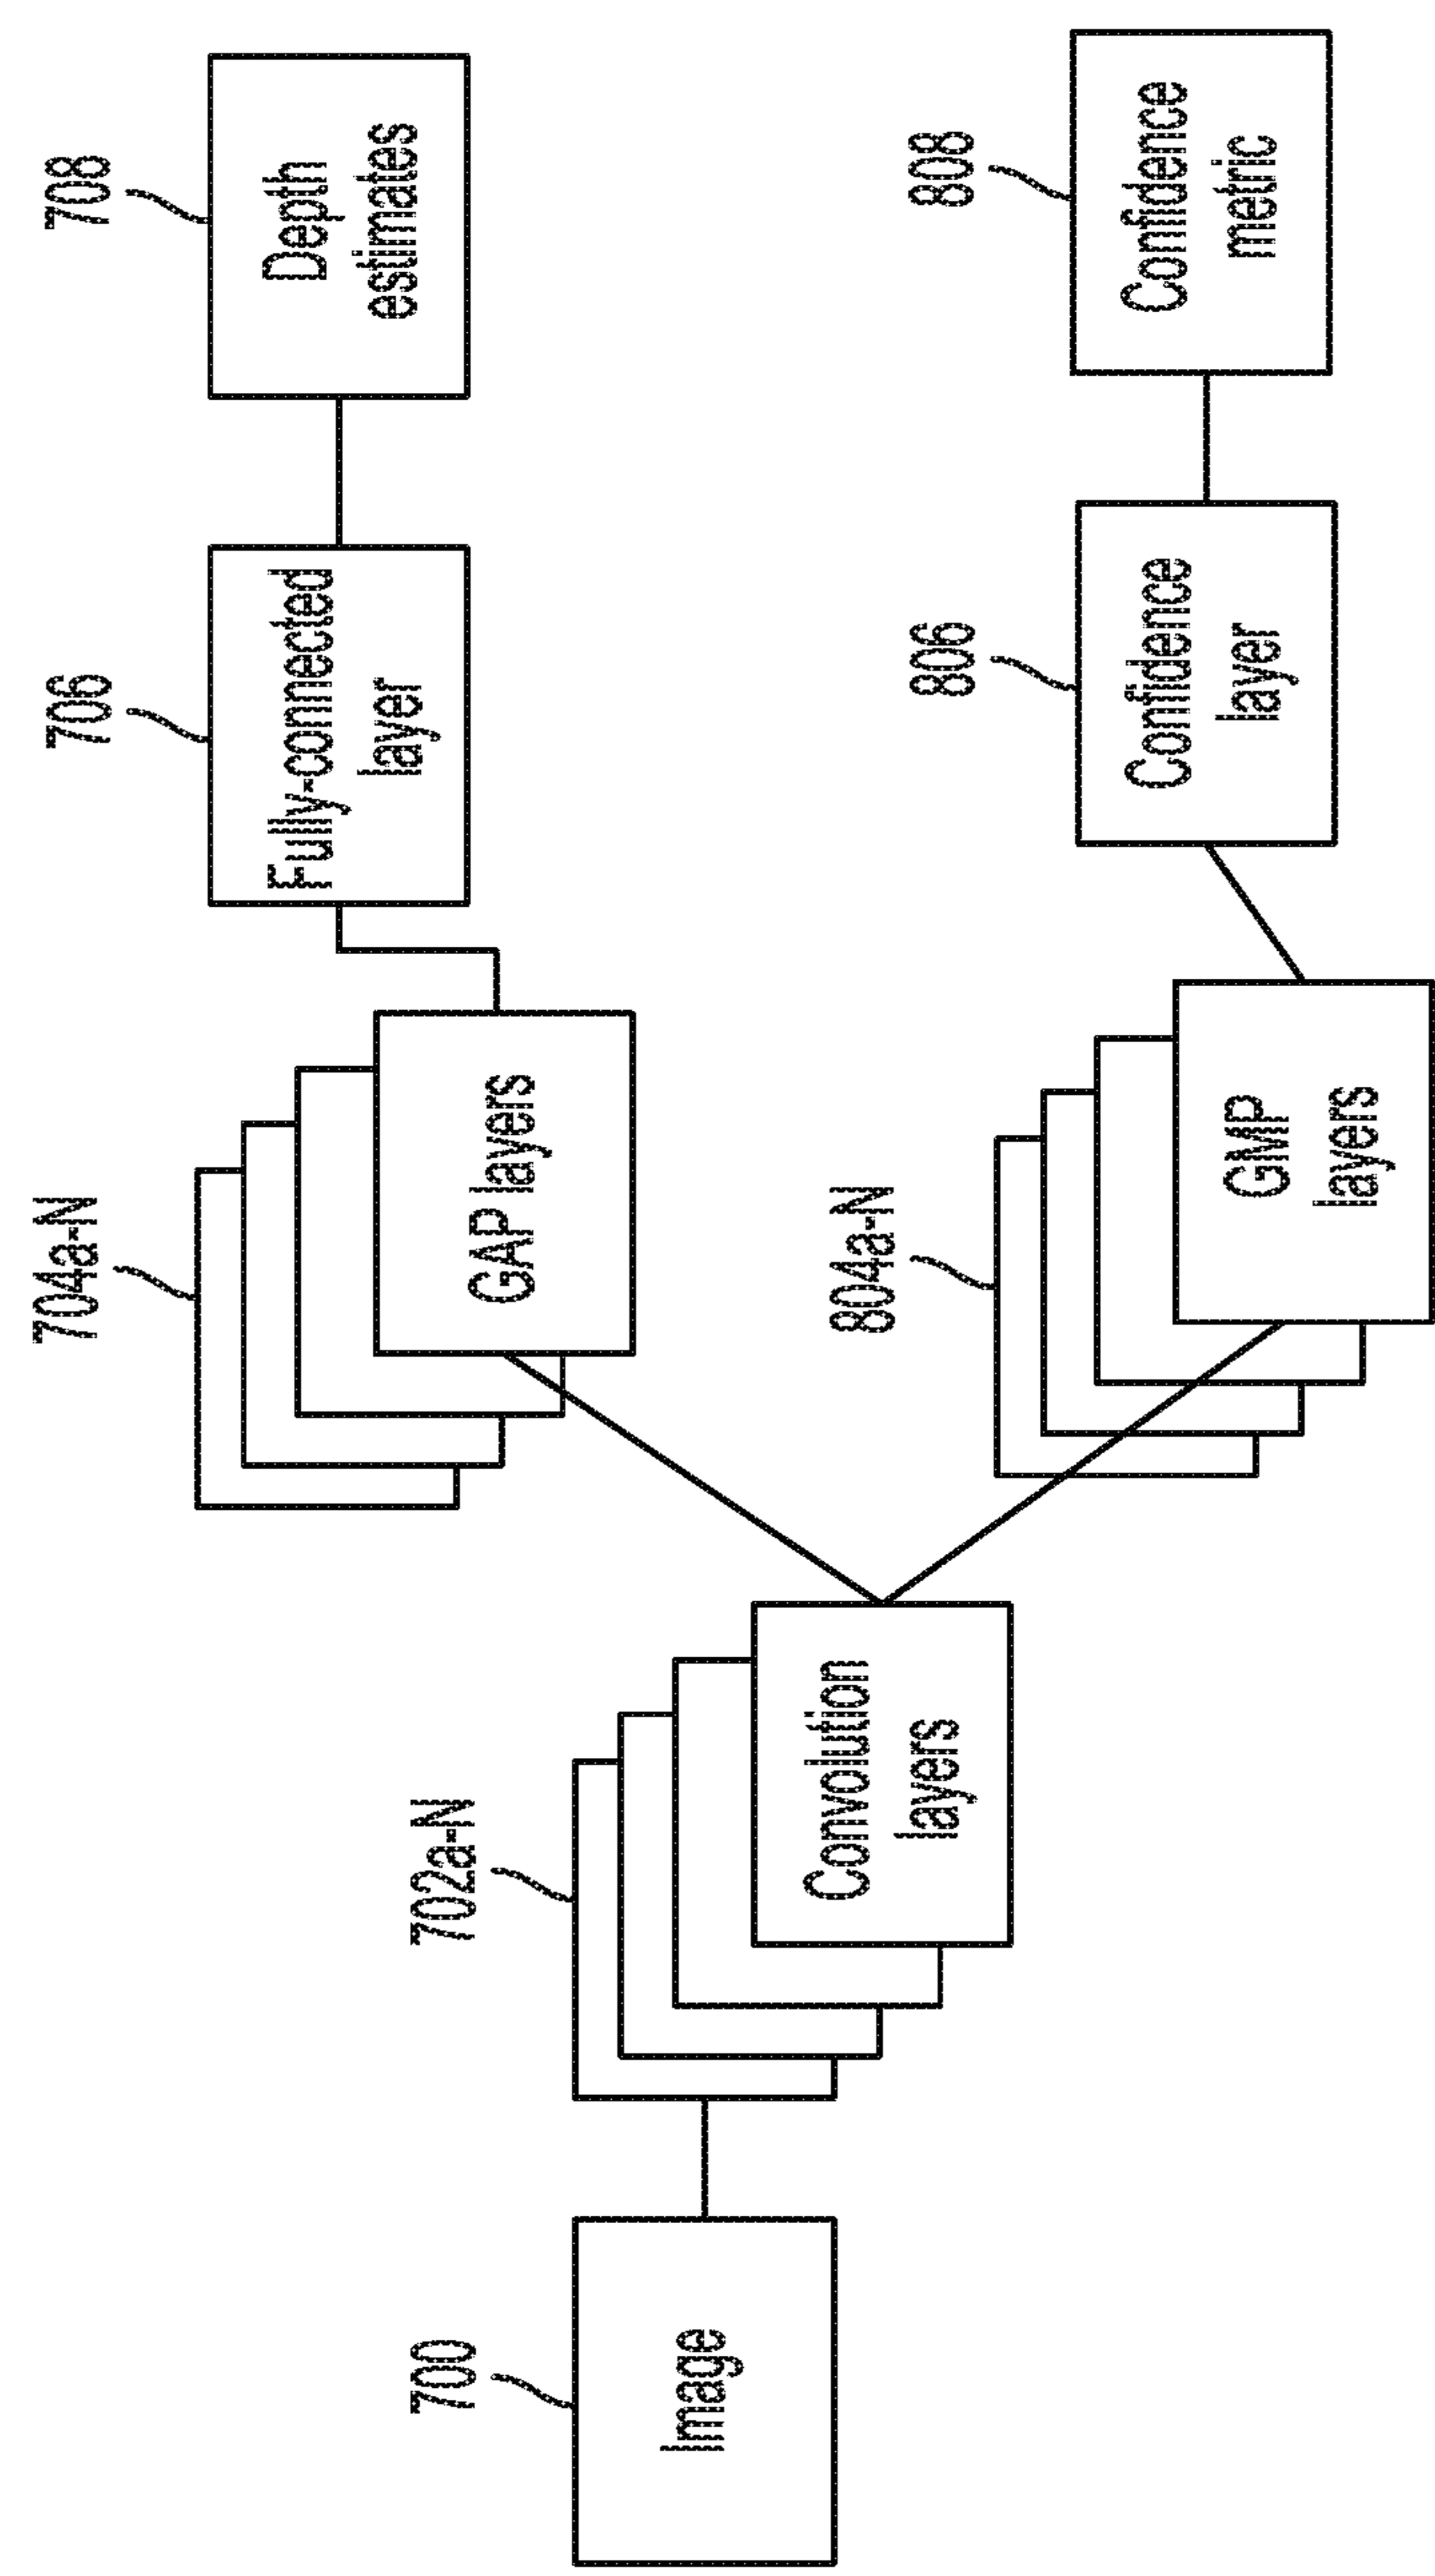 700
Image
702a-N
Convolution
layers
704a-N
GAP layers
706
Fully-connected
layer
708
Depth
estimates
804a-N
GMP
layers
806
Confidence
layer
808
Confidence
metric